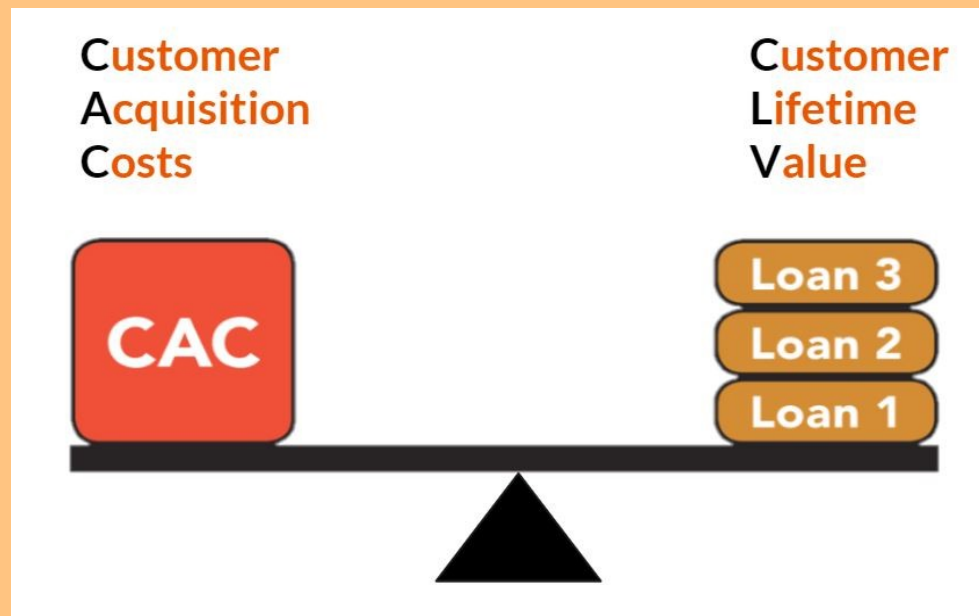 Customer
Acquisition
Costs
Customer
Lifetime
Value
CAC
Loan 3
Loan 2
Loan 1